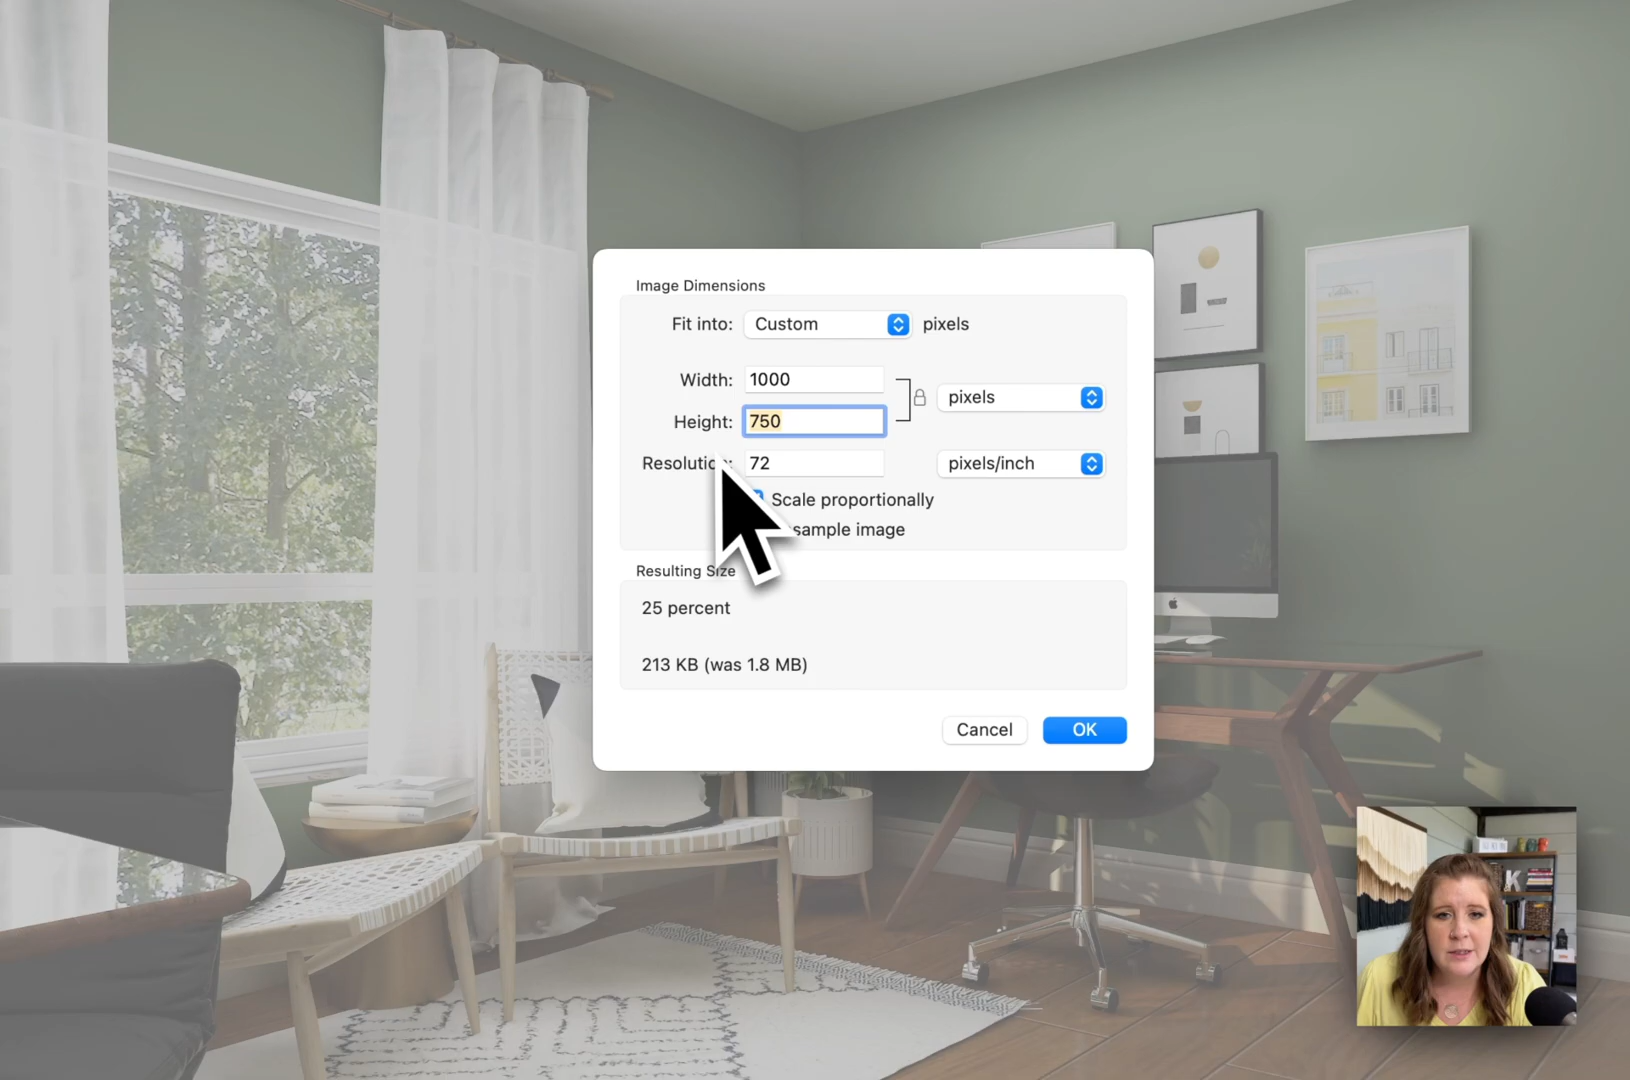 Image Dimensions
Fit into: Custom pixels
Width: 1000
Height: 750
pixels
Resolution: 72 pixels/inch
Scale proportionally
sample image
Resulting Size
25 percent
213 KB (was 1.8 MB)
Cancel OK
K